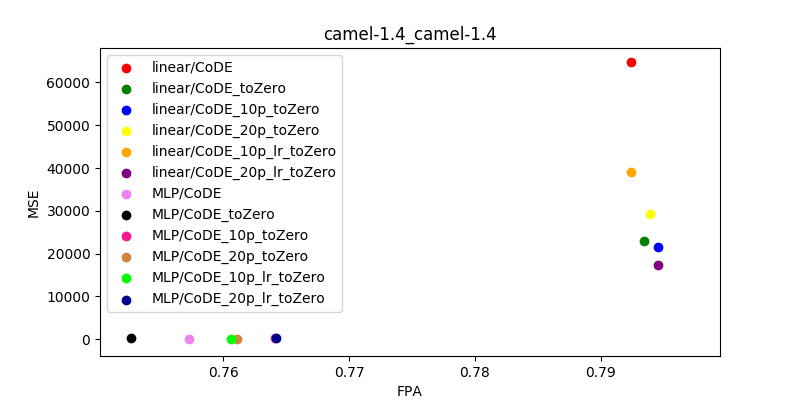 camel-1.4_camel-1.4
linear/CoDE
linear/CoDE_toZero
linear/CoDE_10p_toZero
linear/CoDE_20p_toZero
linear/CoDE_10p_lr_toZero
linear/CoDE_20p_lr_toZero
MLP/CoDE
MLP/CoDE_toZero
MLP/CoDE_10p_toZero
MLP/CoDE_20p_toZero
MLP/CoDE_10p_lr_toZero
MLP/CoDE_20p_lr_toZero
MSE
60000
50000
40000
30000
20000
10000
0
0.76 0.77 0.78 0.79
FPA